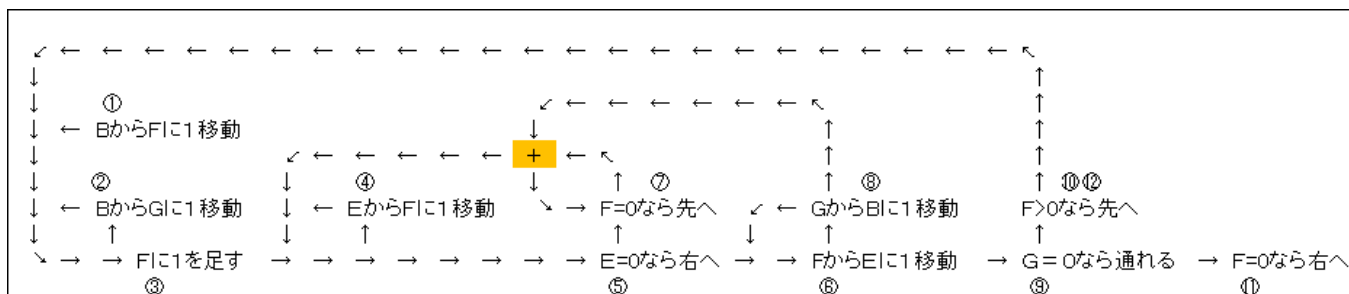 ↙ ← ← ← ← ← ← ← ← ← ← ← ← ← ← ← ← ← ← ← ← ← ← ← ↖
↓ ↑
↓ ① ↙ ← ← ← ← ← ← ↖ ↑
↓ ← BからFに1移動 ↓ ↑ ↑
↓ ↙ ← ← ← ← ← + ← ↖ ↑ ↑
↓ ② ↓ ④ ↓ ↑ ⑦ ↑ ⑧ ↑ ⑩⑫
↓ ← BからGに1移動 ↓ ← EからFに1移動 ↘ → F=0なら先へ ↙ ← GからBに1移動 F>0なら先へ
↓ ↑ ↓ ↑ ↑ ↓ ↑ ↑
↘ → → Fに1を足す → → → → → → → → E=0なら右へ → → FからEに1移動 → G=0なら通れる → F=0なら右へ
③ ⑤ ⑥ ⑨ ⑪